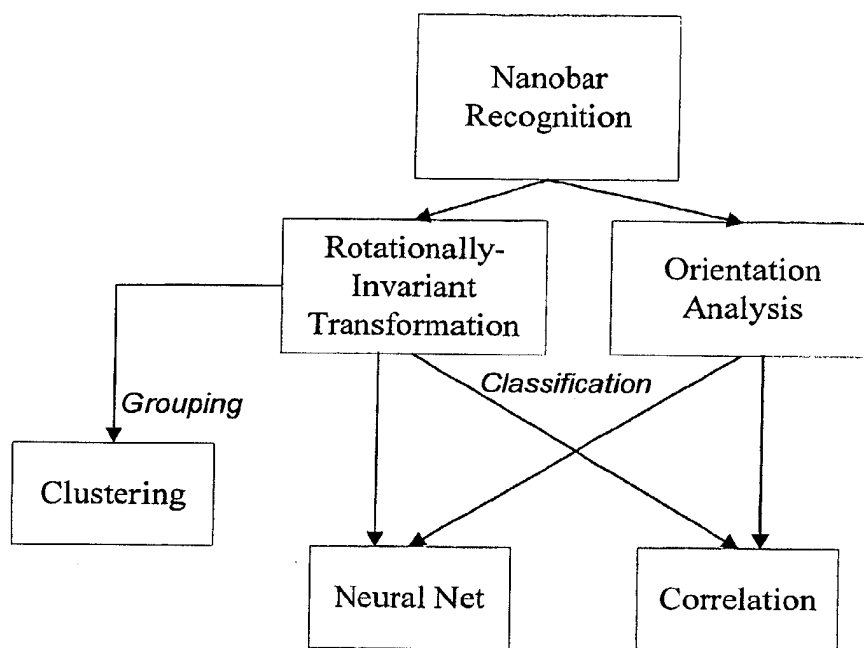 Nanobar
Recognition
Rotationally-
Invariant
Transformation
Orientation
Analysis
Grouping
Classification
Clustering
Neural Net
Correlation